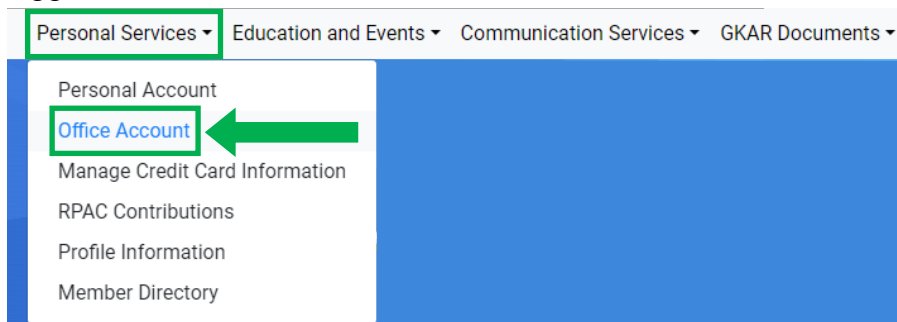 Personal Services Education and Events Communication Services GKAR Documents
Personal Account
Office Account
Manage Credit Card Information
RPAC Contributions
Profile Information
Member Directory